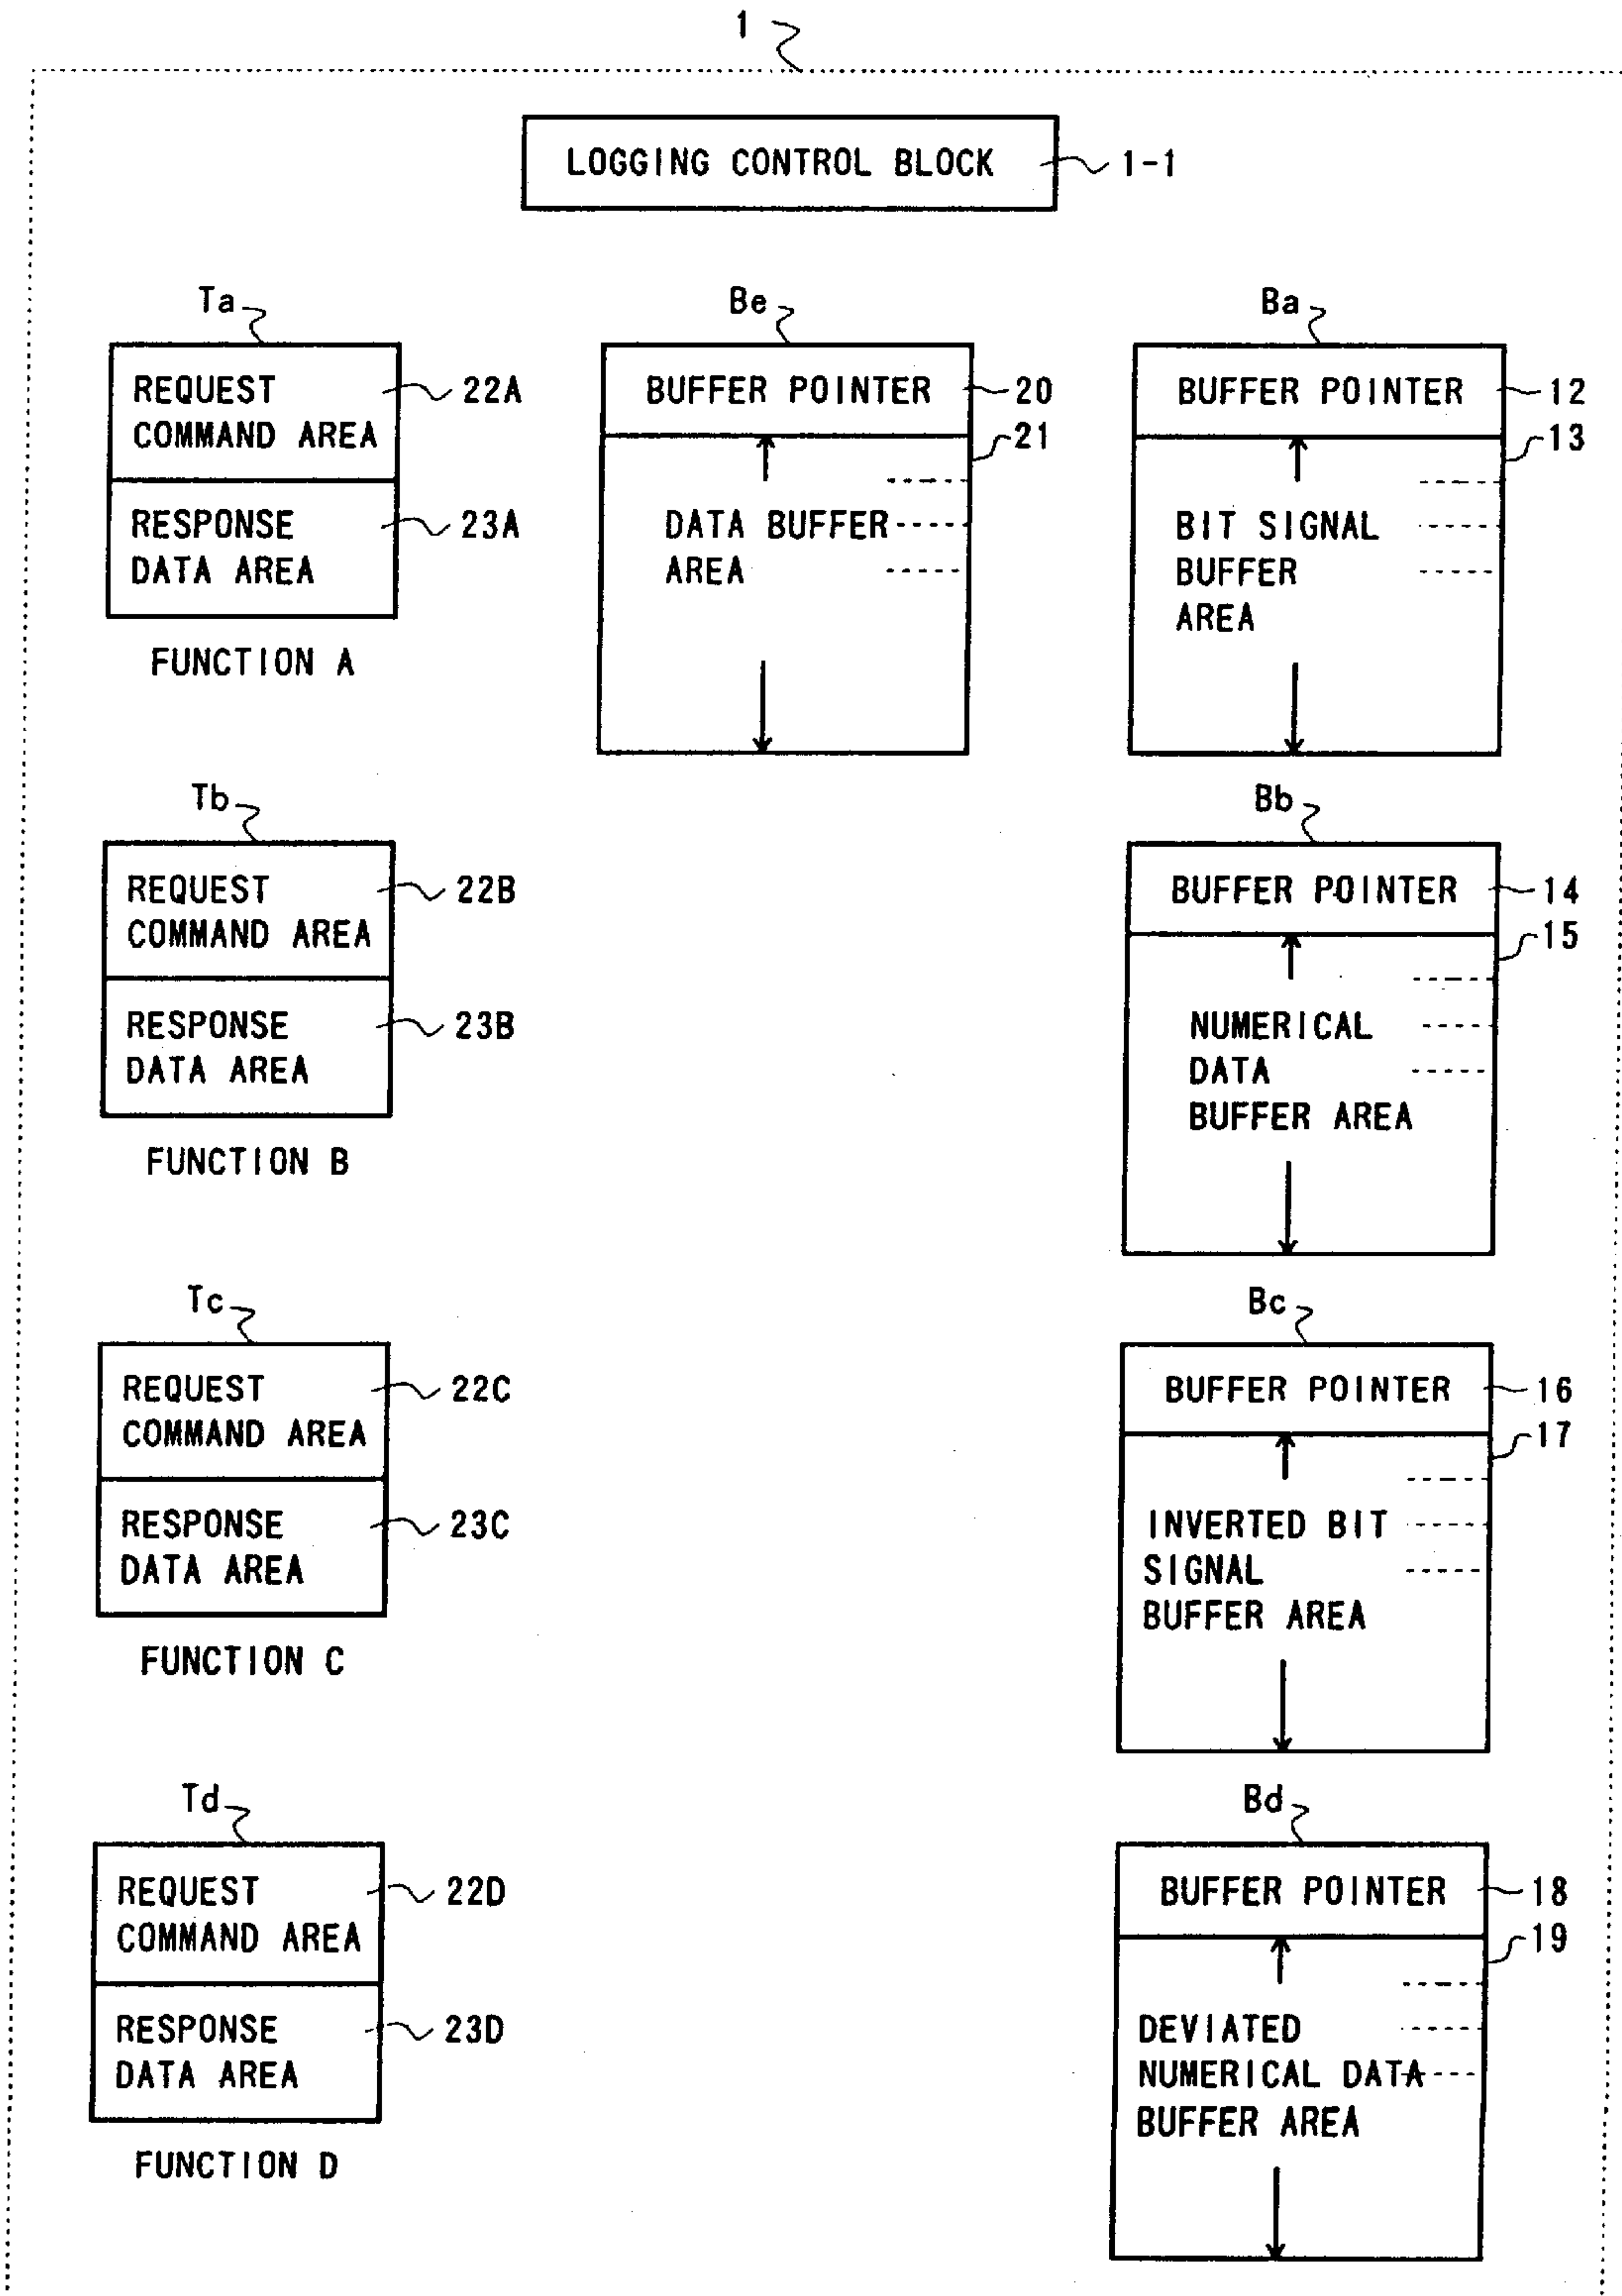 1
LOGGING CONTROL BLOCK
1-1
Ta
REQUEST
COMMAND AREA
22A
RESPONSE
DATA AREA
23A
FUNCTION A
Be
BUFFER POINTER
20
21
DATA BUFFER
AREA
Ba
BUFFER POINTER
12
13
BIT SIGNAL
BUFFER
AREA
Tb
REQUEST
COMMAND AREA
22B
RESPONSE
DATA AREA
23B
FUNCTION B
Bb
BUFFER POINTER
14
15
NUMERICAL
DATA
BUFFER AREA
Tc
REQUEST
COMMAND AREA
22C
RESPONSE
DATA AREA
23C
FUNCTION C
Bc
BUFFER POINTER
16
17
INVERTED BIT
SIGNAL
BUFFER AREA
Td
REQUEST
COMMAND AREA
22D
RESPONSE
DATA AREA
23D
FUNCTION D
Bd
BUFFER POINTER
18
19
DEVIATED
NUMERICAL DATA
BUFFER AREA